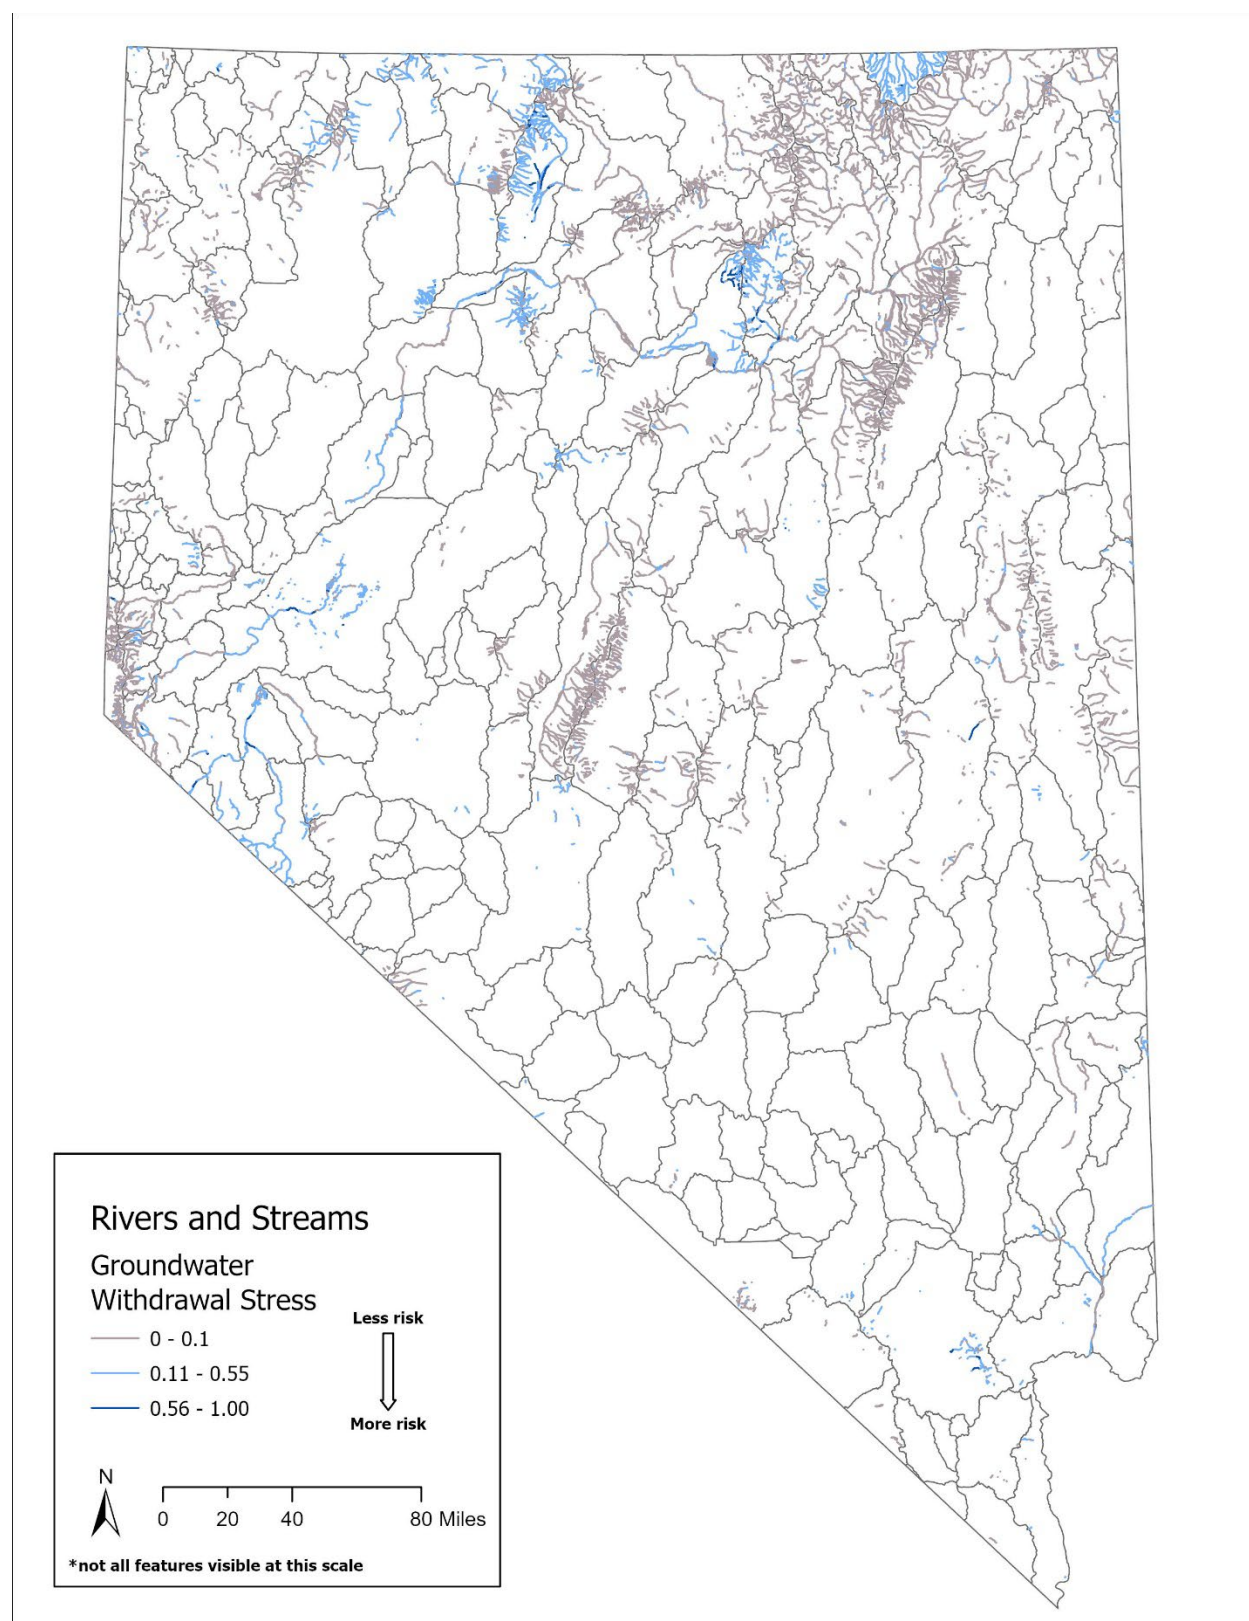 Rivers and Streams
Groundwater
Withdrawal Stress
0 - 0.1
0.11 - 0.55
0.56 - 1.00
Less risk
More risk
N
0 20 40 80 Miles
*not all features visible at this scale